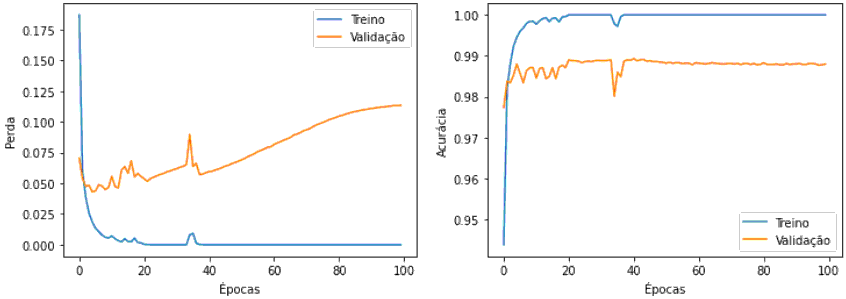 0.175
0.150
0.125
0.100
0.075
0.050
0.025
0.000
Perda
0 20 40 60 80 100
Épocas
Treino
Validação
1.00
0.99
0.98
0.97
0.96
0.95
Acurácia
0 20 40 60 80 100
Épocas
Treino
Validação